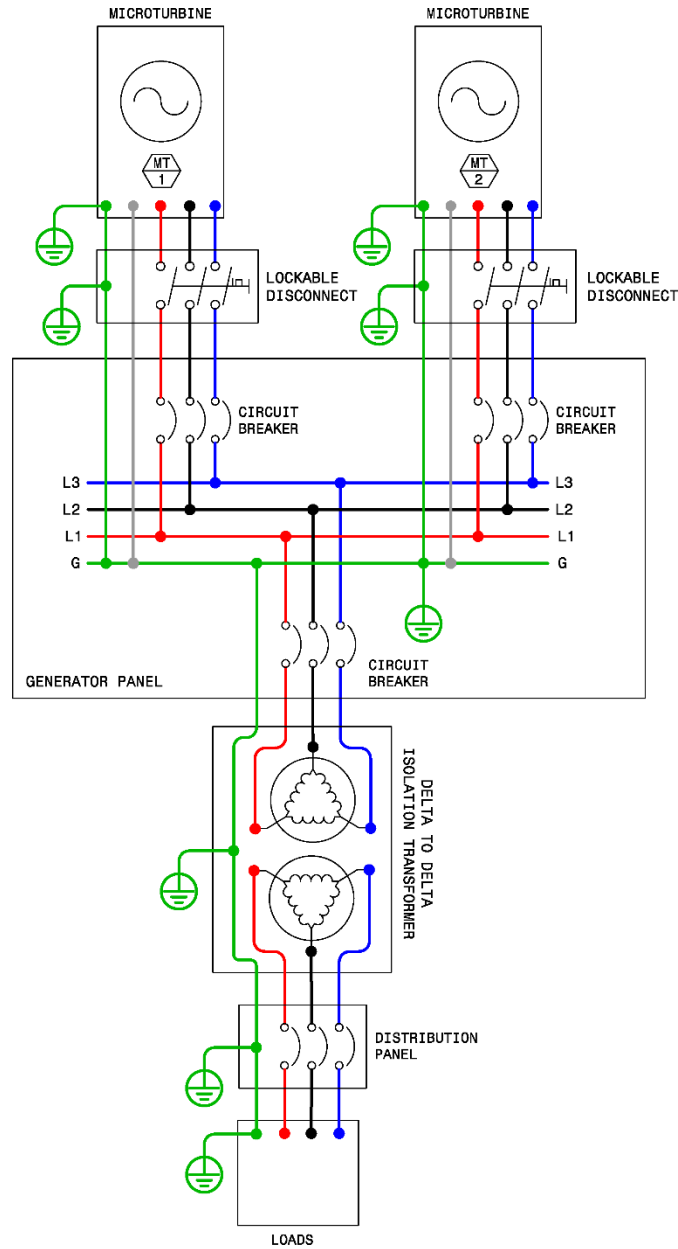 MICROTURBINE
MICROTURBINE
MT
1
MT
2
LOCKABLE
DISCONNECT
LOCKABLE
DISCONNECT
CIRCUIT
BREAKER
CIRCUIT
BREAKER
L3
L3
L2
L2
L1
L1
G
G
CIRCUIT
BREAKER
GENERATOR PANEL
DELTA TO DELTA
ISOLATION TRANSFORMER
DISTRIBUTION
PANEL
LOADS